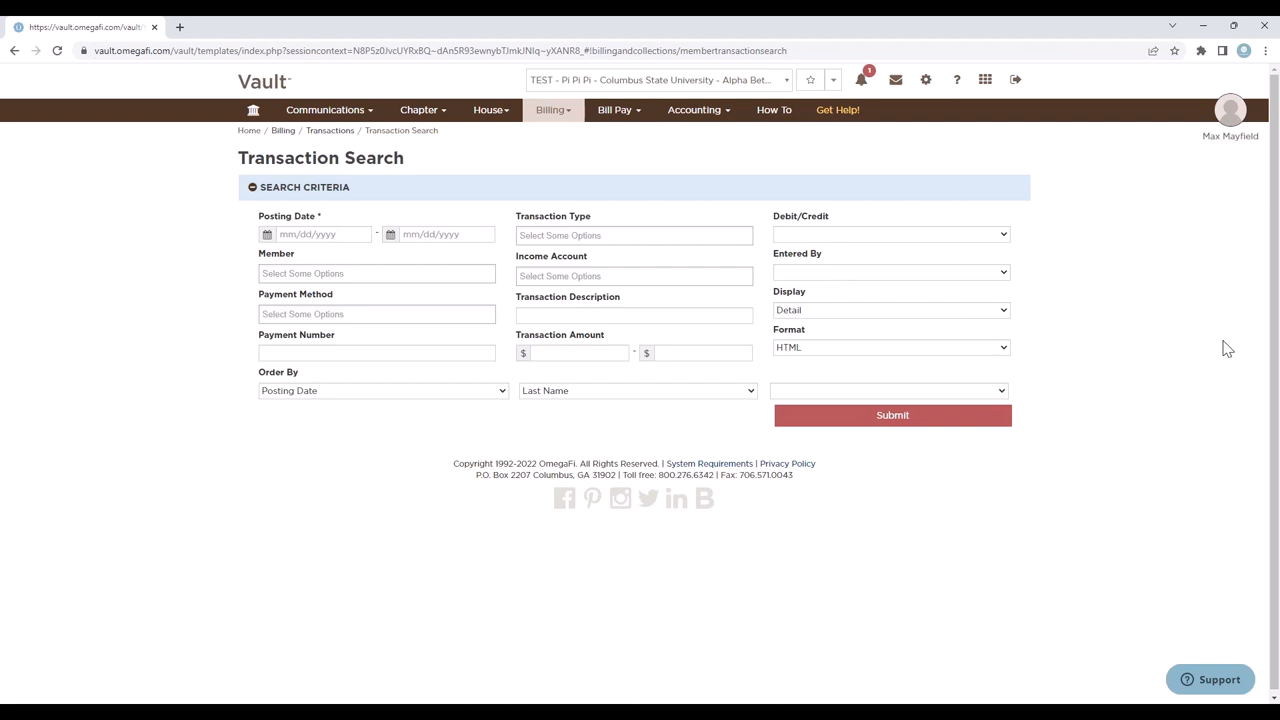 https://vault.omegafi.com/vault/
vault.omegafi.com/vault/templates/index.php?sessioncontext=N8P5z0JvcUYRxBQ~dAn5R93ewnybTJmkJNlq~yXANR8_#!billingandcollections/membertransactionsearch
Vault
TEST - Pi Pi Pi - Columbus State University - Alpha Bet...
1
Communications
Chapter
House
Billing
Bill Pay
Accounting
How To
Get Help!
Max Mayfield
Home / Billing / Transactions / Transaction Search
Transaction Search
SEARCH CRITERIA
Posting Date *
Transaction Type
Debit/Credit
mm/dd/yyyy - mm/dd/yyyy
Select Some Options
Member
Income Account
Entered By
Select Some Options
Select Some Options
Payment Method
Transaction Description
Display
Select Some Options
Detail
Payment Number
Transaction Amount
Format
$ - $
HTML
Order By
Posting Date
Last Name
Submit
Copyright 1992-2022 OmegaFi. All Rights Reserved. | System Requirements | Privacy Policy
P.O. Box 2207 Columbus, GA 31902 | Toll free: 800.276.6342 | Fax: 706.571.0043
Support